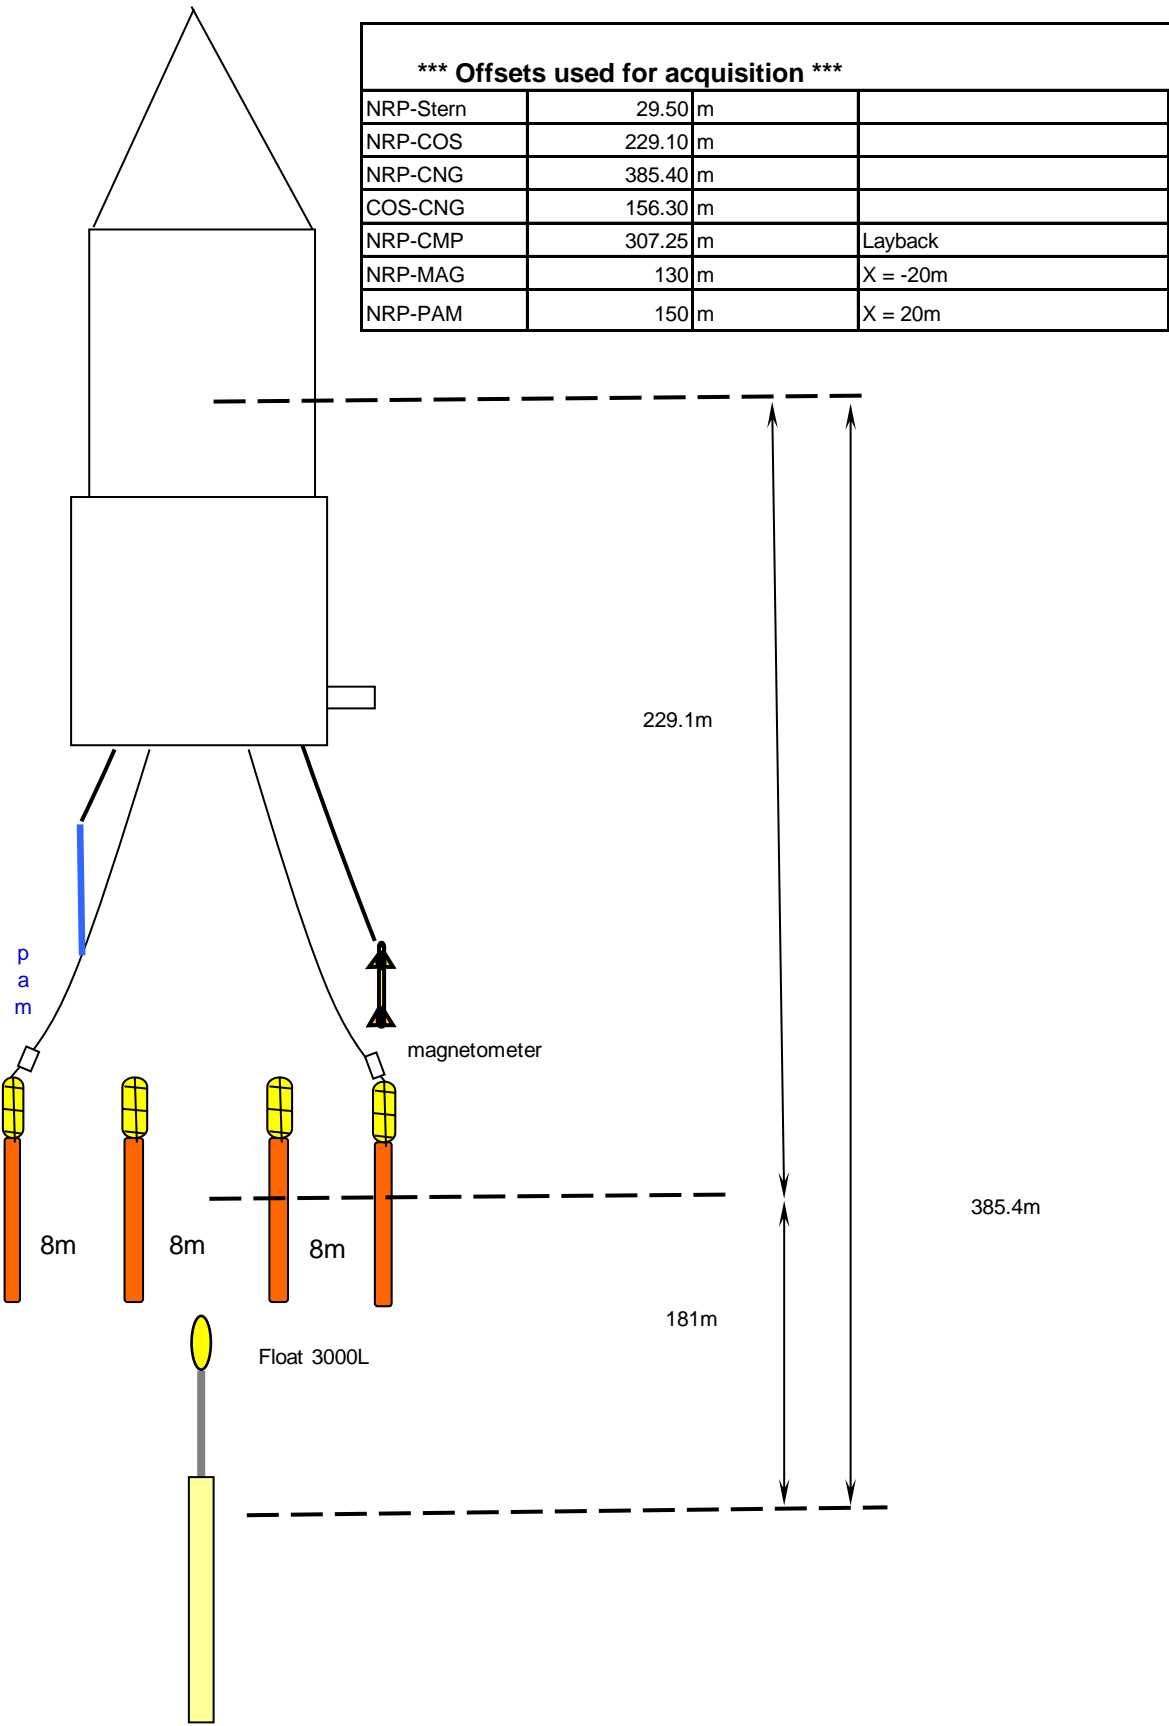 *** Offsets used for acquisition ***
NRP-Stern 29.50 m
NRP-COS 229.10 m
NRP-CNG 385.40 m
COS-CNG 156.30 m
NRP-CMP 307.25 m Layback
NRP-MAG 130 m X = -20m
NRP-PAM 150 m X = 20m
229.1m
p
a
m
magnetometer
385.4m
8m 8m 8m
181m
Float 3000L